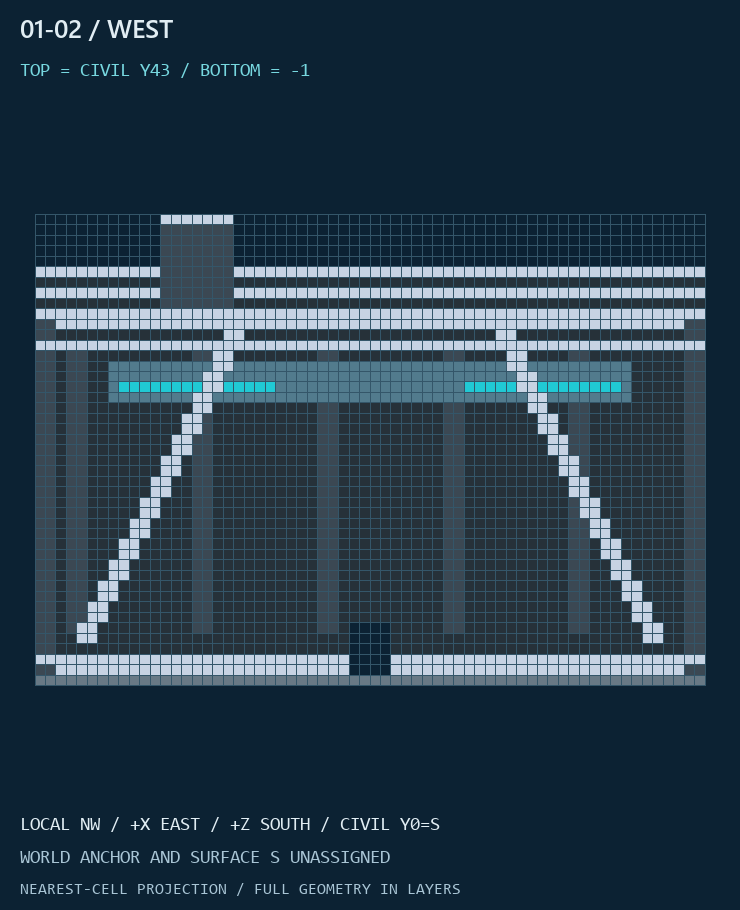 01-02 / WEST
TOP = CIVIL Y43 / BOTTOM = -1
LOCAL NW / +X EAST / +Z SOUTH / CIVIL Y0=S
WORLD ANCHOR AND SURFACE S UNASSIGNED
NEAREST-CELL PROJECTION / FULL GEOMETRY IN LAYERS